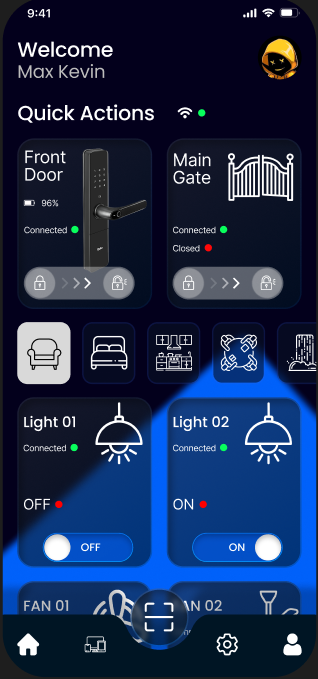 9:41
Welcome
Max Kevin
Quick Actions
Front
Door
96%
Connected
Main
Gate
Connected
Closed
Light 01
Connected
OFF
OFF
Light 02
Connected
ON
ON
FAN 01
AN 02